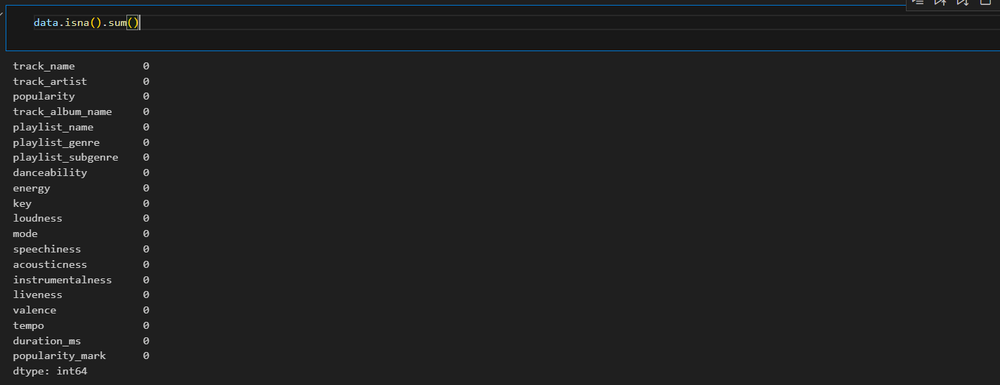 data.isna().sum()
track_name 0
track_artist 0
popularity 0
track_album_name 0
playlist_name 0
playlist_genre 0
playlist_subgenre 0
danceability 0
energy 0
key 0
loudness 0
mode 0
speechiness 0
acousticness 0
instrumentalness 0
liveness 0
valence 0
tempo 0
duration_ms 0
popularity_mark 0
dtype: int64